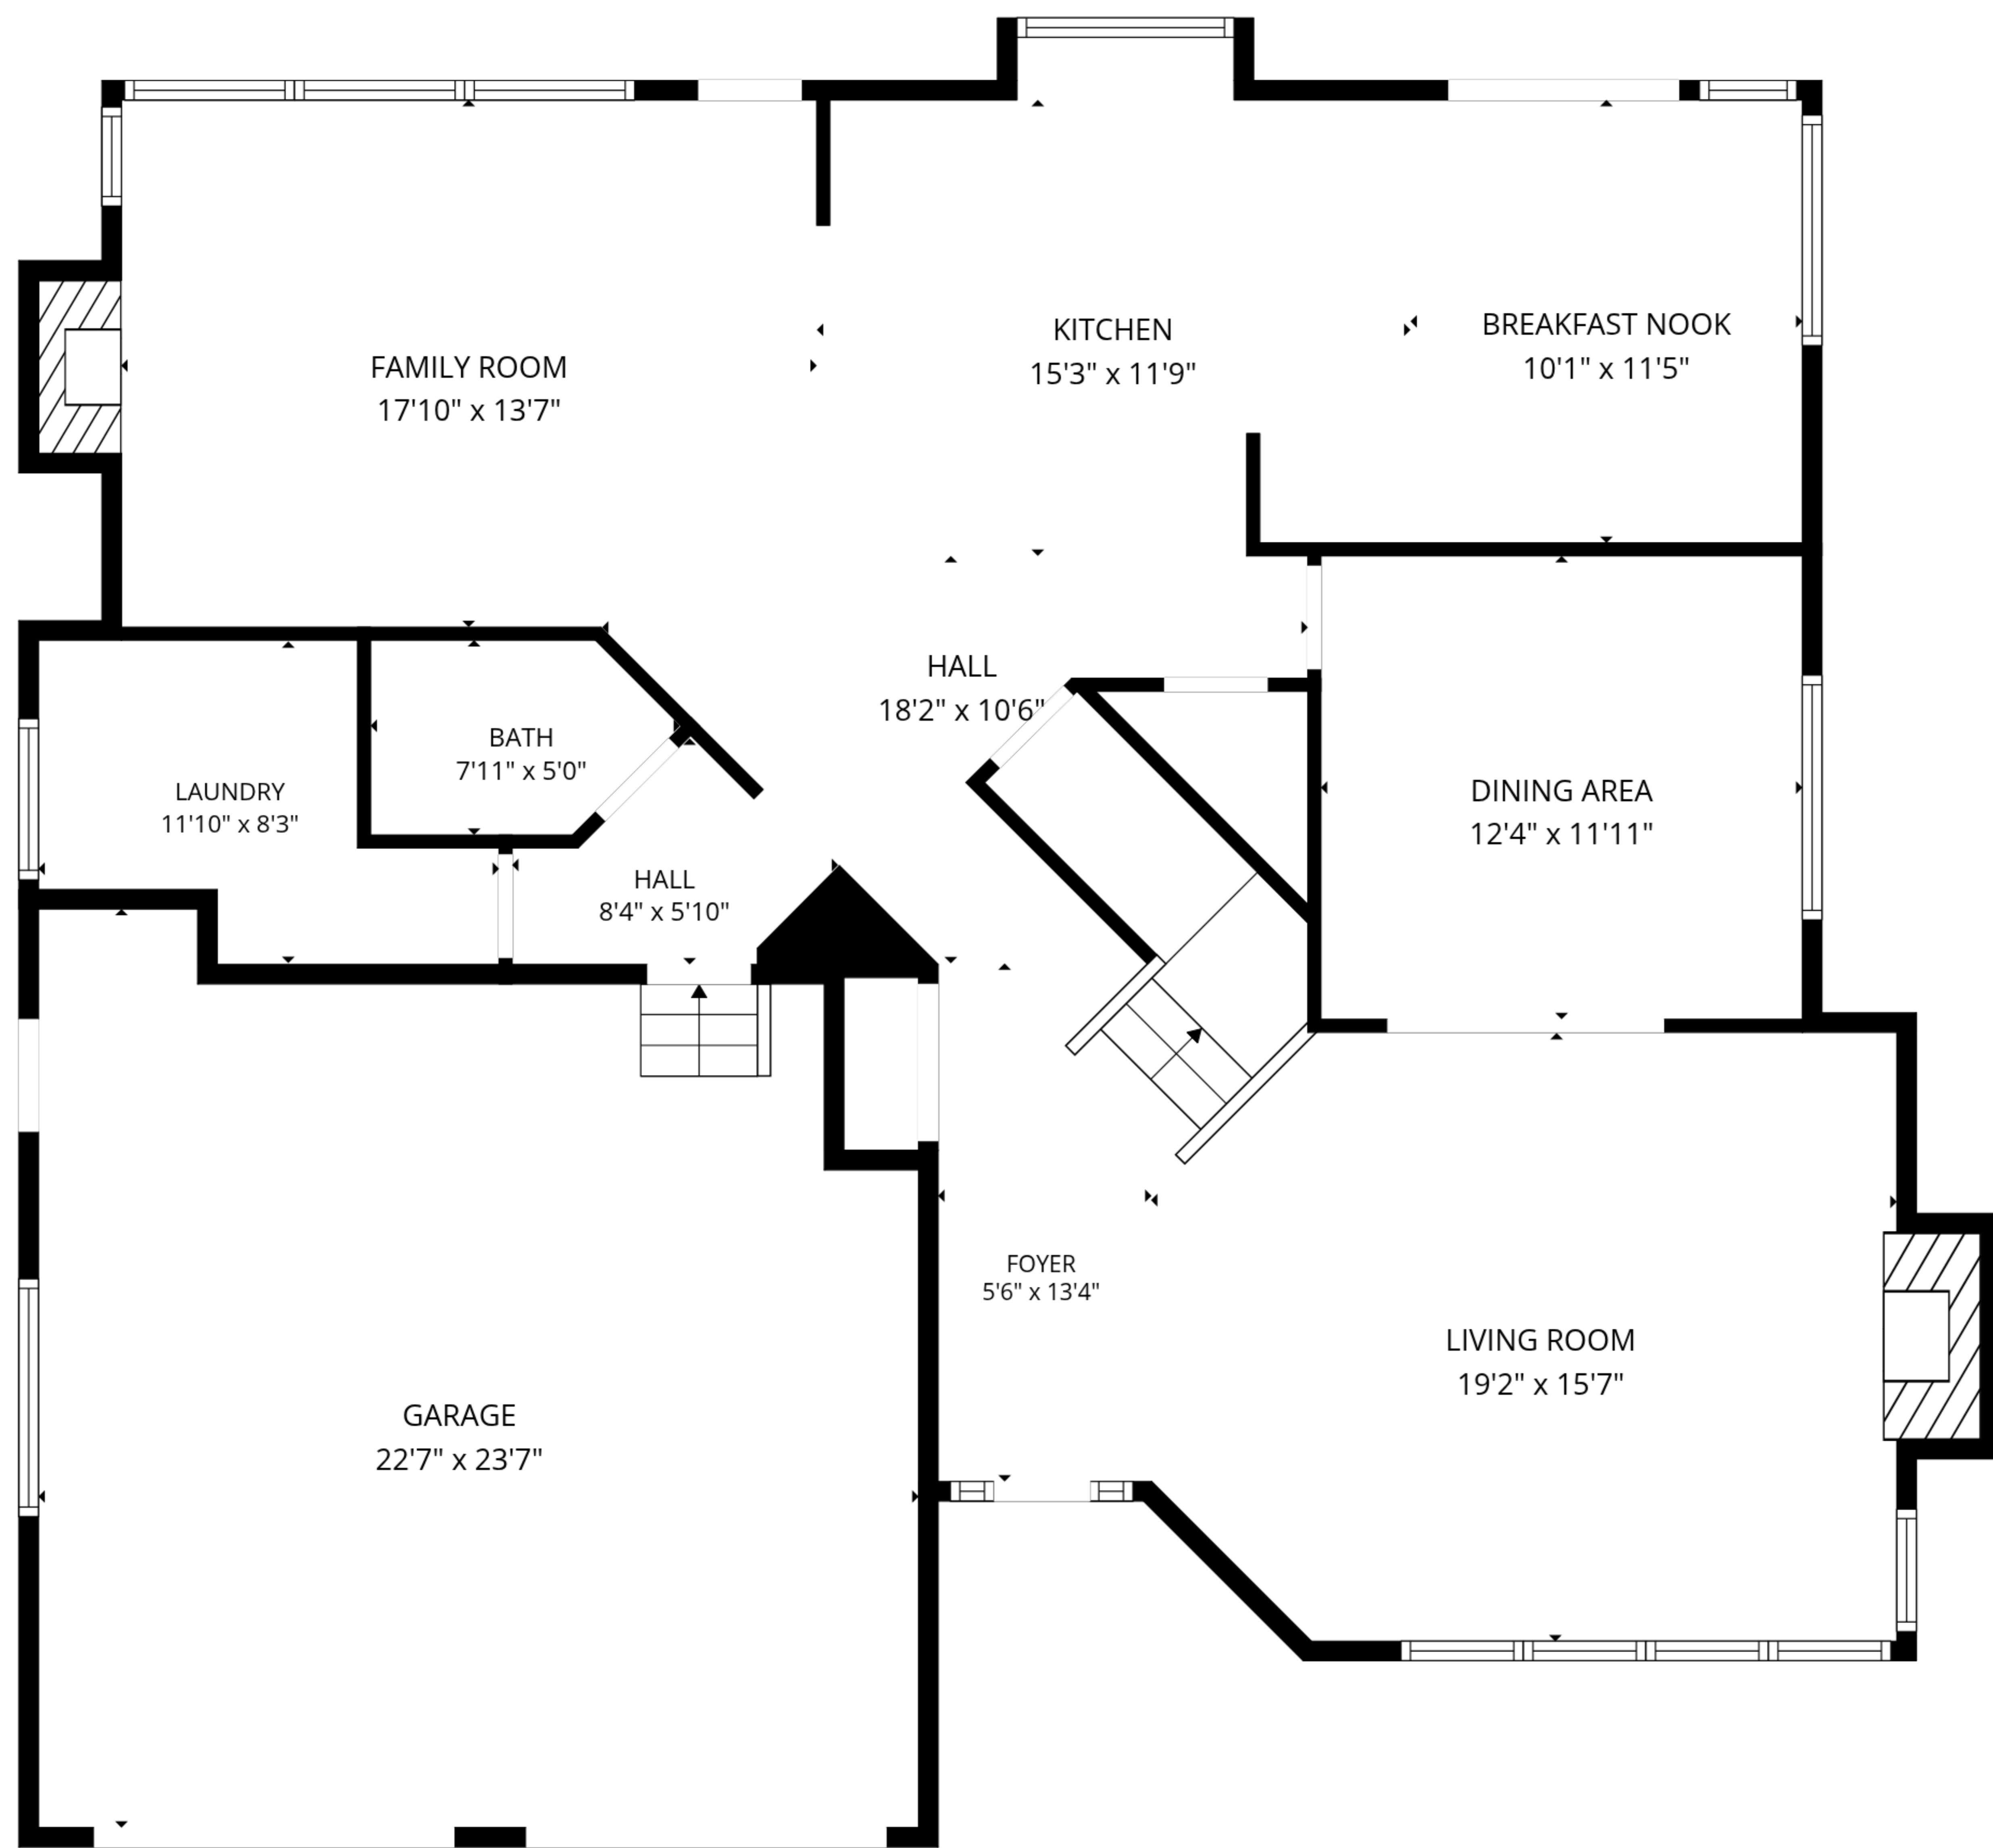 KITCHEN
15'3" x 11'9"
BREAKFAST NOOK
10'1" x 11'5"
FAMILY ROOM
17'10" x 13'7"
HALL
18'2" x 10'6"
BATH
7'11" x 5'0"
LAUNDRY
11'10" x 8'3"
DINING AREA
12'4" x 11'11"
HALL
8'4" x 5'10"
FOYER
5'6" x 13'4"
LIVING ROOM
19'2" x 15'7"
GARAGE
22'7" x 23'7"